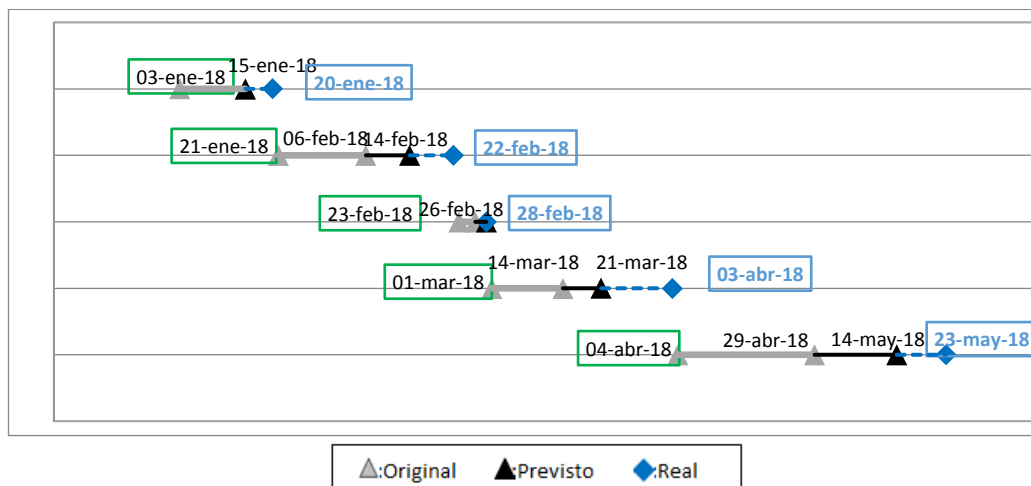 03-ene-18 15-ene-18 20-ene-18
21-ene-18 06-feb-18 14-feb-18 22-feb-18
23-feb-18 26-feb-18 28-feb-18
01-mar-18 14-mar-18 21-mar-18 03-abr-18
04-abr-18 29-abr-18 14-may-18 23-may-18
:Original :Previsto :Real